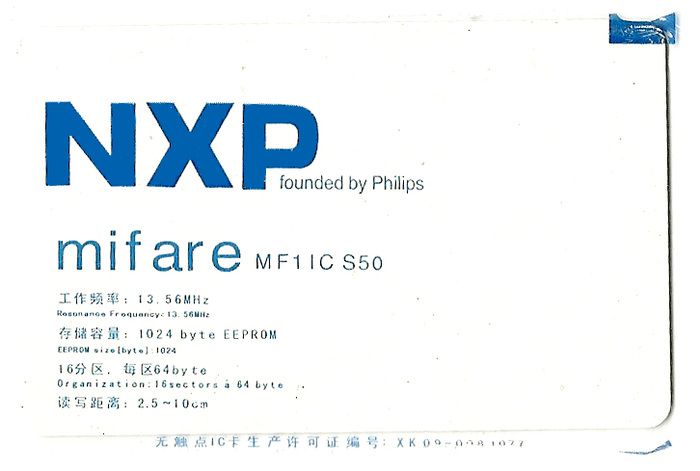 NXP
founded by Philips
mifare MF1 IC S50
工作频率: 13.56MHz
Resonance Frequency: 13.56MHz
存储容量: 1024 byte EEPROM
EEPROM size[byte]:1024
16分区, 每区64byte
Organization:16sectors á 64 byte
读写距离: 2.5~10cm
无触点IC卡生产许可证编号: